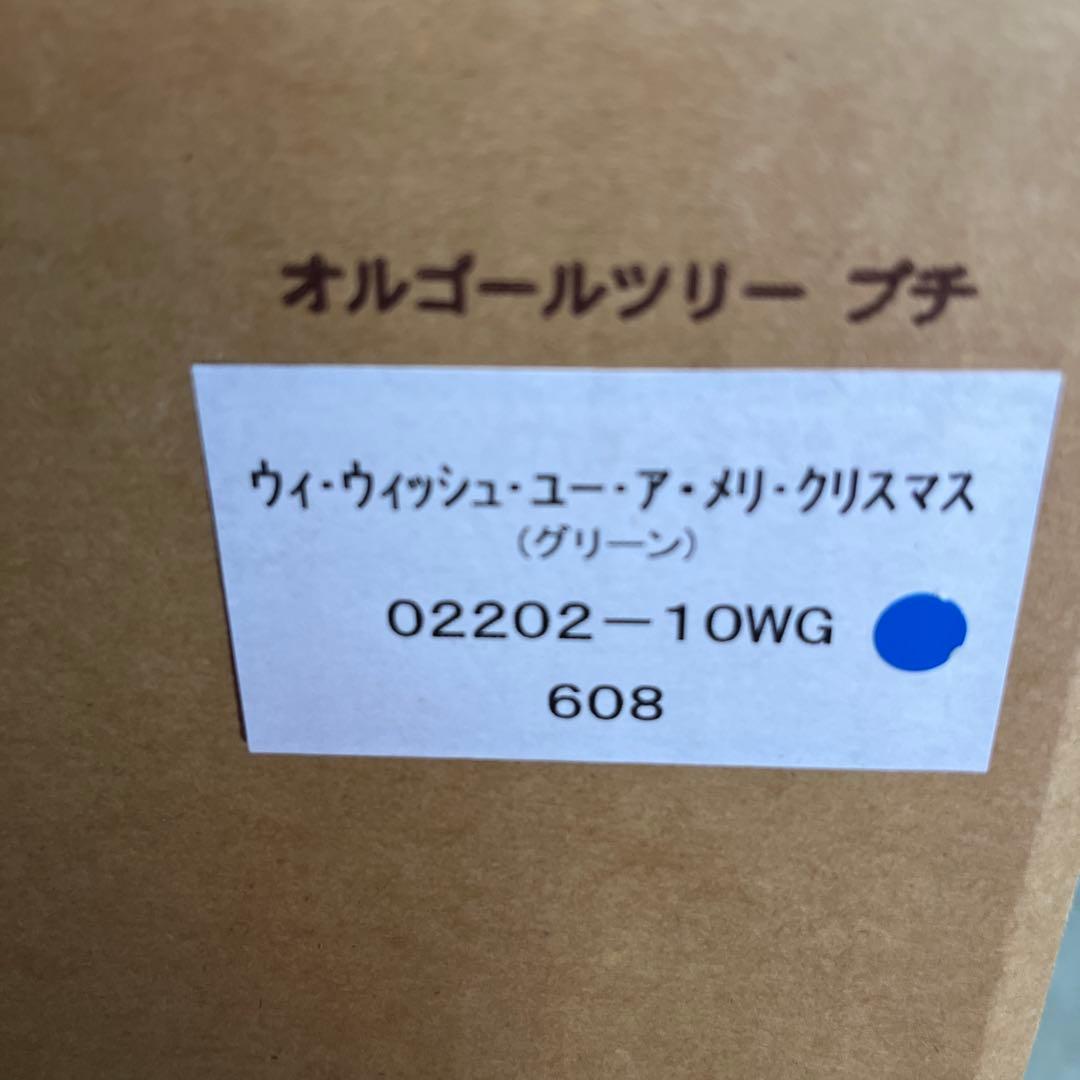 オルゴールツリー プチ
ウィ・ウィッシュ・ユー・ア・メリ・クリスマス
(グリーン)
02202－10WG
608